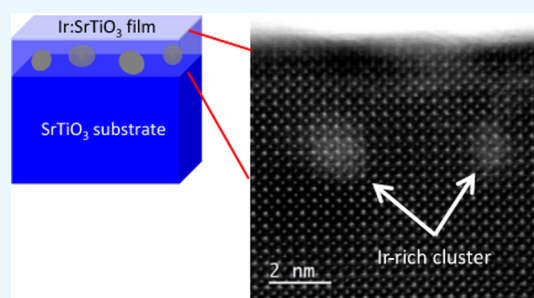 Ir:SrTiO₃ film
SrTiO₃ substrate
Ir-rich cluster
2 nm